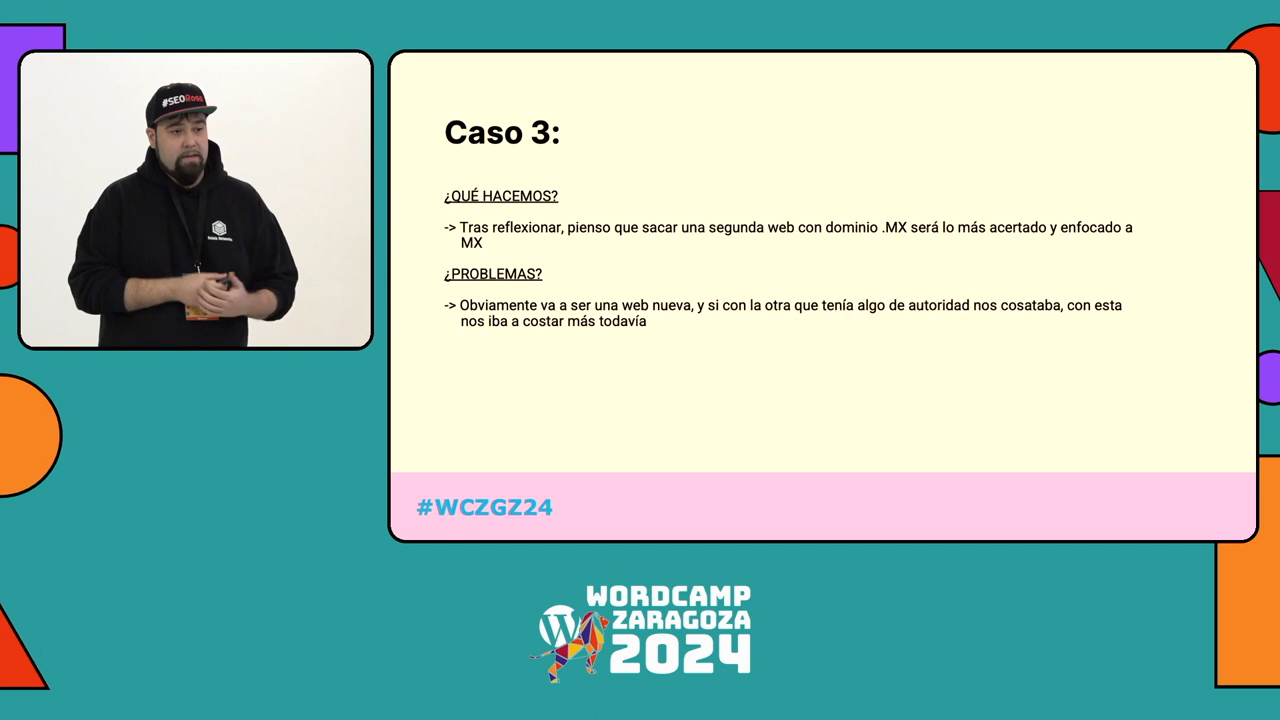 #SEORoss
Caso 3:
¿QUÉ HACEMOS?
-> Tras reflexionar, pienso que sacar una segunda web con dominio .MX será lo más acertado y enfocado a
MX
¿PROBLEMAS?
-> Obviamente va a ser una web nueva, y si con la otra que tenía algo de autoridad nos cosataba, con esta
nos iba a costar más todavía
#WCZGZ24
WORDCAMP
ZARAGOZA
2024